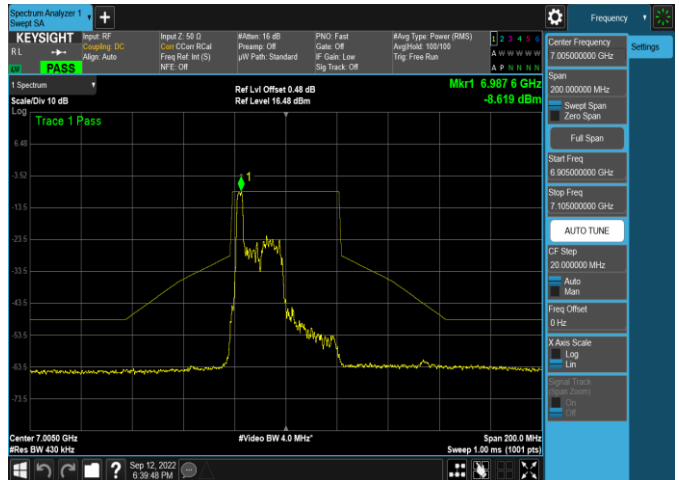 Spectrum Analyzer 1
Swept SA
KEYSIGHT
RL
PASS
Input: RF
Coupling: DC
Align: Auto
Input Z: 50 Ω
Corr CCorr RCal
Freq Ref: Int (S)
NFE: Off
#Atten: 16 dB
Preamp: Off
µW Path: Standard
PNO: Fast
Gate: Off
IF Gain: Low
Sig Track: Off
#Avg Type: Power (RMS)
Avg|Hold: 100/100
Trig: Free Run
1 2 3 4 5 6
A W W W W W
A P N N N N
1 Spectrum
Scale/Div 10 dB
Log
Ref Lvl Offset 0.48 dB
Ref Level 16.48 dBm
Mkr1 6.987 6 GHz
-8.619 dBm
Trace 1 Pass
1
6.48
-3.52
-13.5
-23.5
-33.5
-43.5
-53.5
-63.5
-73.5
Center 7.0050 GHz
#Res BW 430 kHz
#Video BW 4.0 MHz*
Span 200.0 MHz
Sweep 1.00 ms (1001 pts)
Sep 12, 2022
6:39:48 PM
Frequency
Settings
Center Frequency
7.005000000 GHz
Span
200.000000 MHz
Swept Span
Zero Span
Full Span
Start Freq
6.905000000 GHz
Stop Freq
7.105000000 GHz
AUTO TUNE
CF Step
20.000000 MHz
Auto
Man
Freq Offset
0 Hz
X Axis Scale
Log
Lin
Signal Track
(Span Zoom)
On
Off